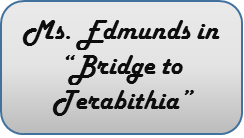 Ms. Edmunds in
“Bridge to
Terabithia”